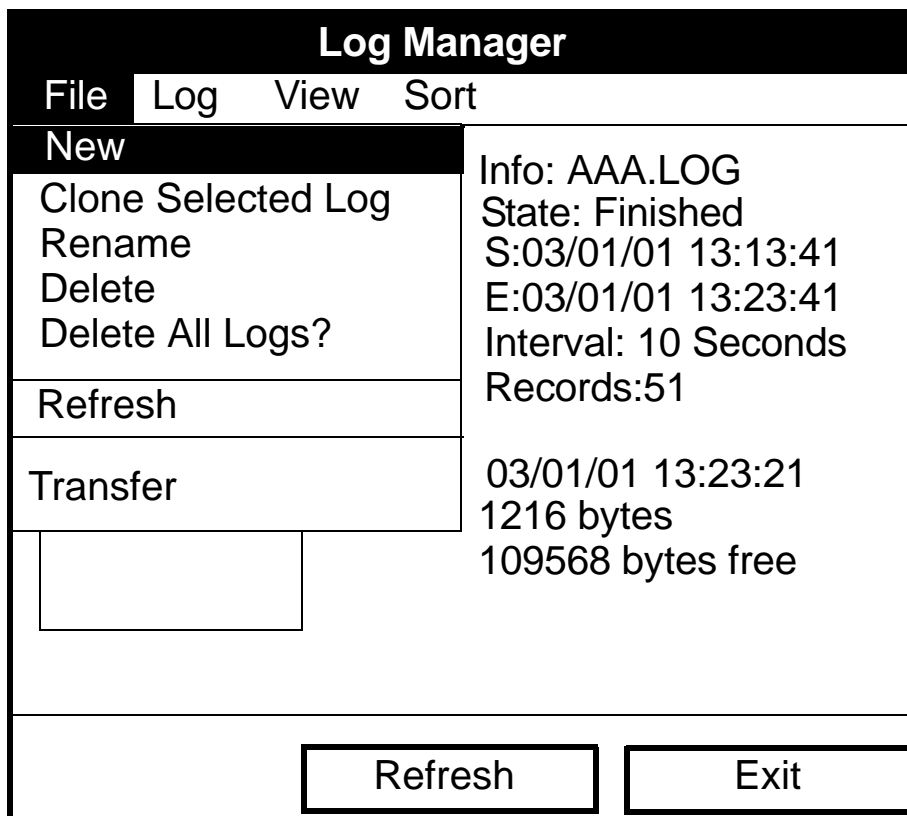 Log Manager
File Log View Sort
New
Clone Selected Log
Rename
Delete
Delete All Logs?
Refresh
Transfer
Info: AAA.LOG
State: Finished
S:03/01/01 13:13:41
E:03/01/01 13:23:41
Interval: 10 Seconds
Records:51
03/01/01 13:23:21
1216 bytes
109568 bytes free
Refresh Exit